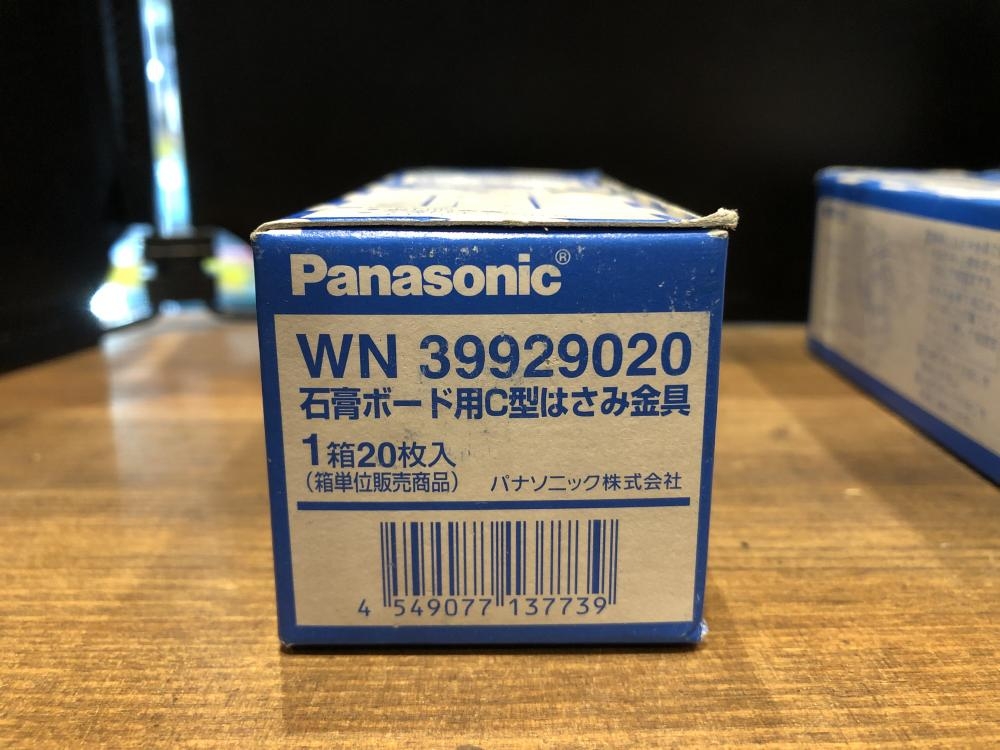 Panasonic®
WN 39929020
石膏ボード用C型はさみ金具
1箱20枚入
(箱単位販売商品) パナソニック株式会社
4 549077 137739